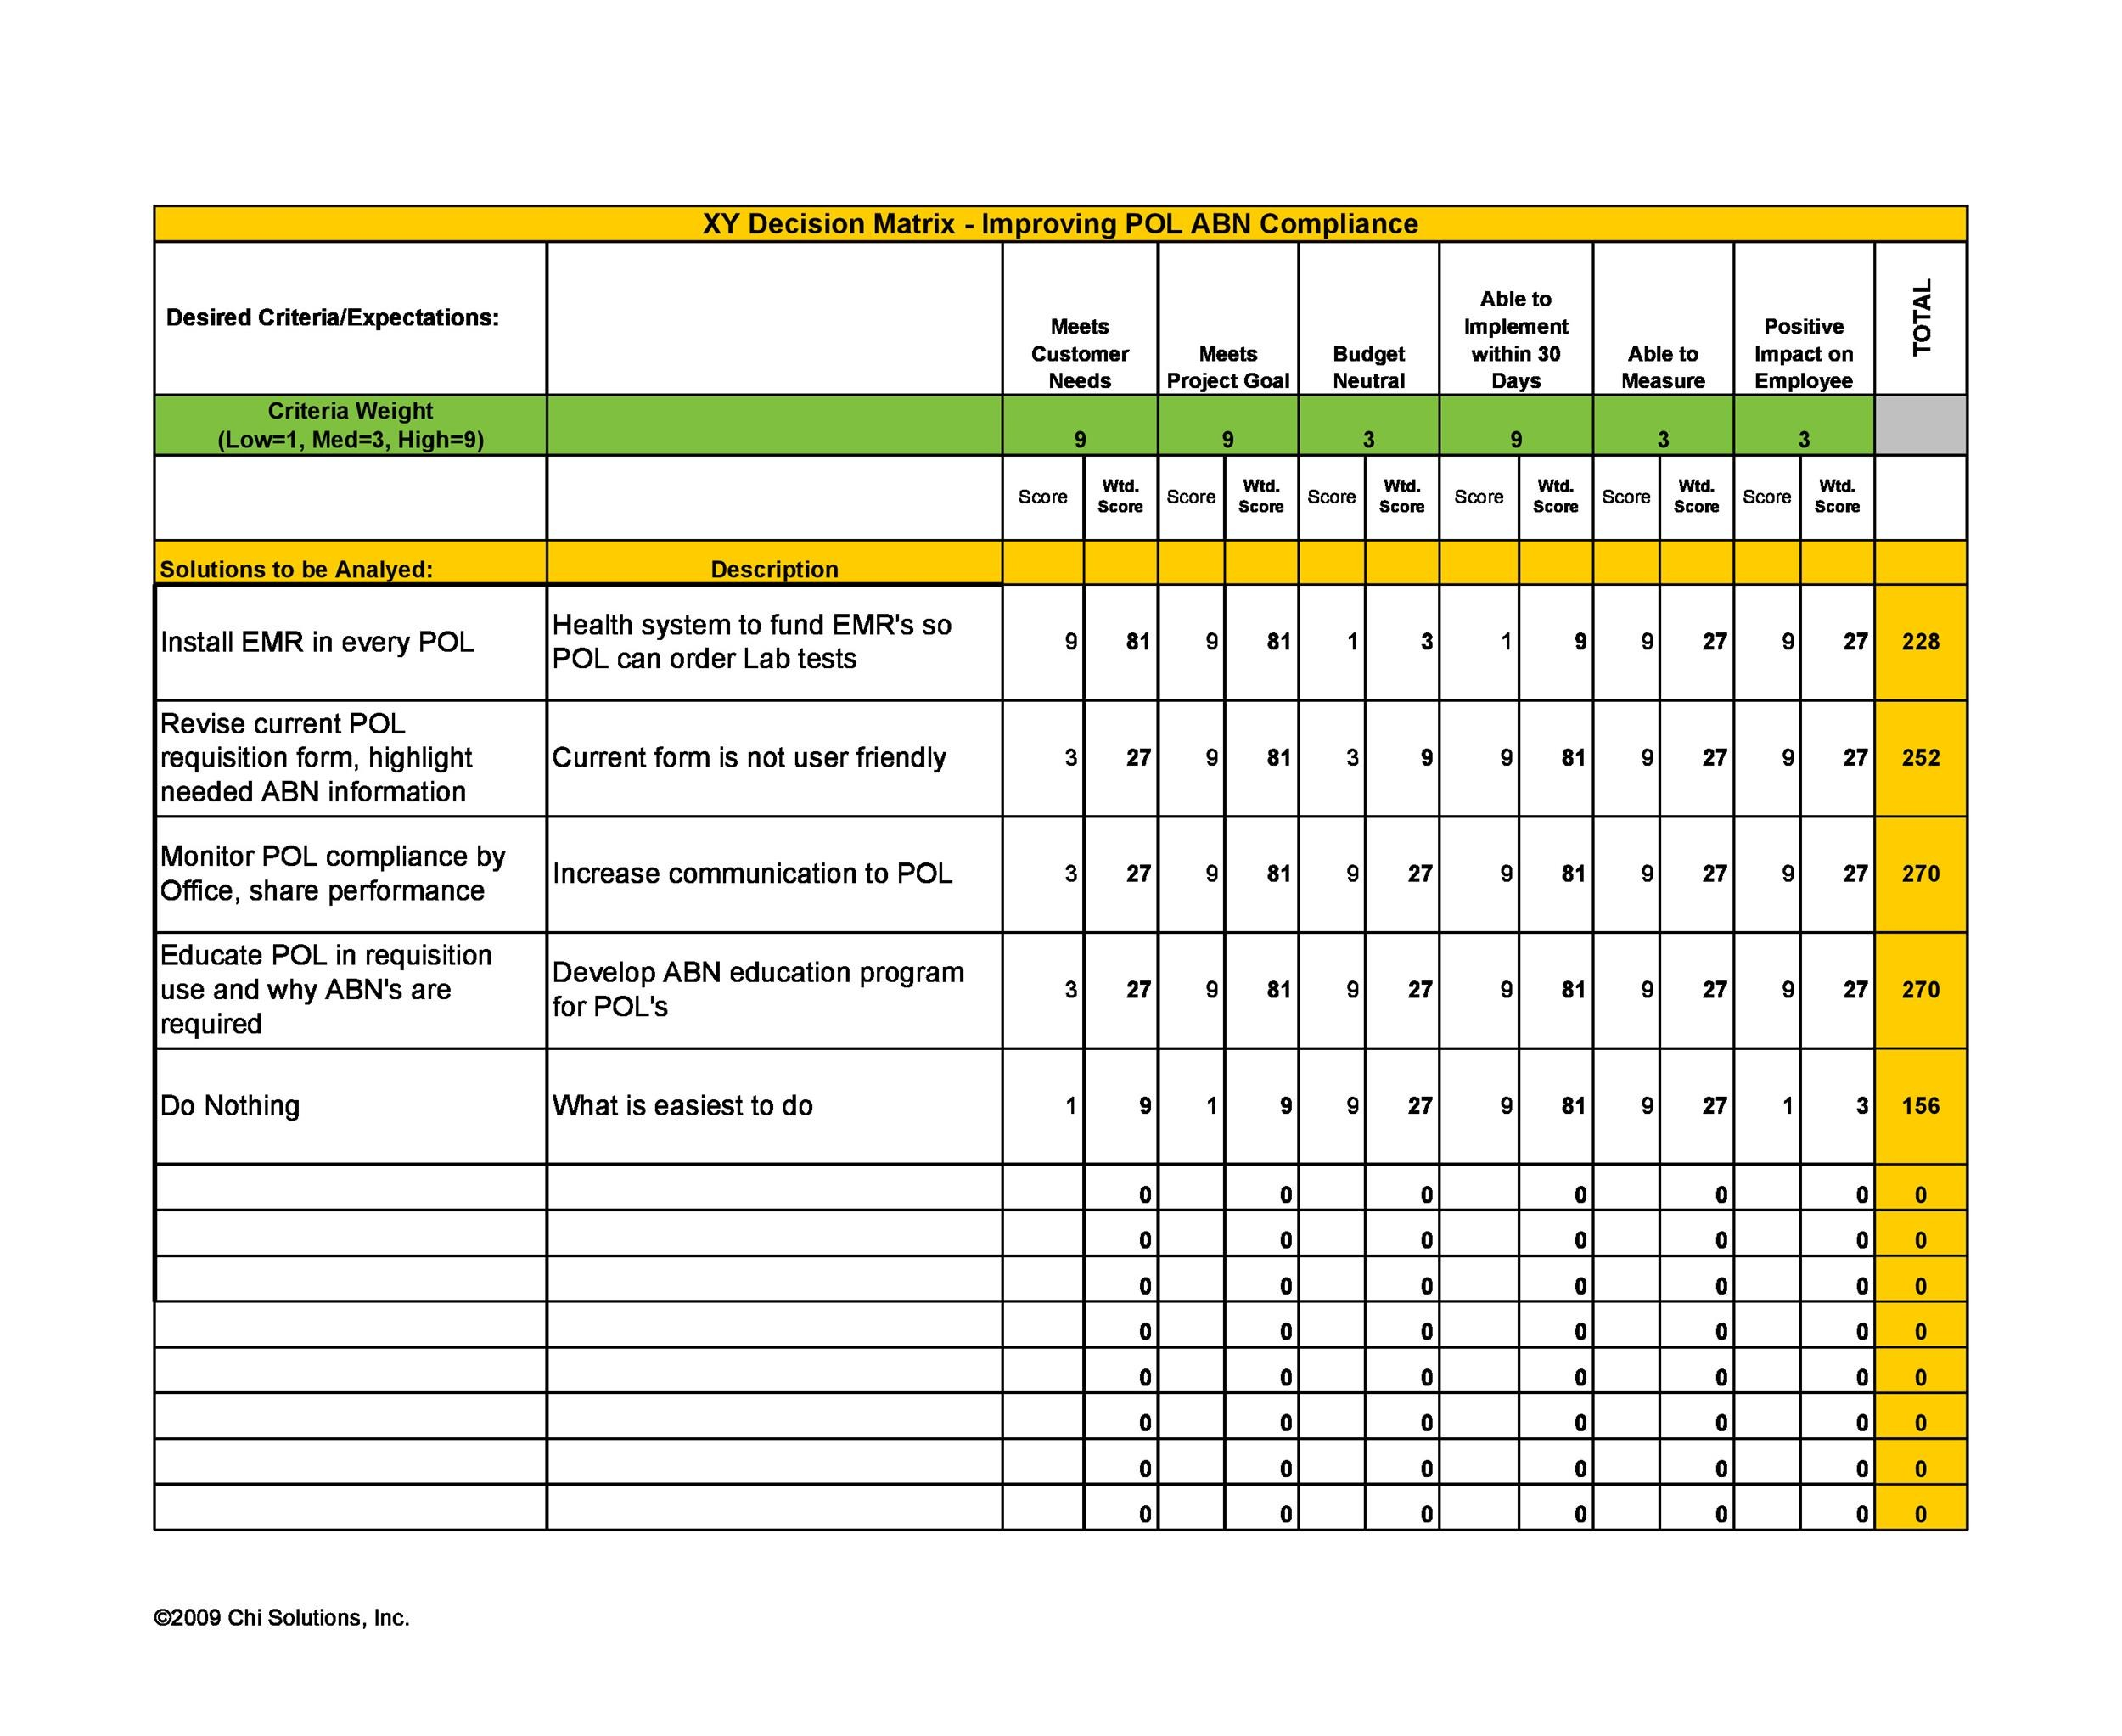 XY Decision Matrix - Improving POL ABN Compliance
Desired Criteria/Expectations:
Meets
Customer
Needs
Meets
Project Goal
Budget
Neutral
Able to
Implement
within 30
Days
Able to
Measure
Positive
Impact on
Employee
TOTAL
Criteria Weight
(Low=1, Med=3, High=9)
9 9 3 9 3 3
Score Wtd. Score Score Wtd. Score Score Wtd. Score Score Wtd. Score Score Wtd. Score Score Wtd. Score
Solutions to be Analyed: Description
Install EMR in every POL
Health system to fund EMR's so
POL can order Lab tests
9 81 9 81 1 3 1 9 9 27 9 27 228
Revise current POL
requisition form, highlight
needed ABN information
Current form is not user friendly
3 27 9 81 3 9 9 81 9 27 9 27 252
Monitor POL compliance by
Office, share performance
Increase communication to POL
3 27 9 81 9 27 9 81 9 27 9 27 270
Educate POL in requisition
use and why ABN's are
required
Develop ABN education program
for POL's
3 27 9 81 9 27 9 81 9 27 9 27 270
Do Nothing
What is easiest to do
1 9 1 9 9 27 9 81 9 27 1 3 156
0 0 0 0 0 0 0
0 0 0 0 0 0 0
0 0 0 0 0 0 0
0 0 0 0 0 0 0
0 0 0 0 0 0 0
0 0 0 0 0 0 0
0 0 0 0 0 0 0
0 0 0 0 0 0 0
©2009 Chi Solutions, Inc.